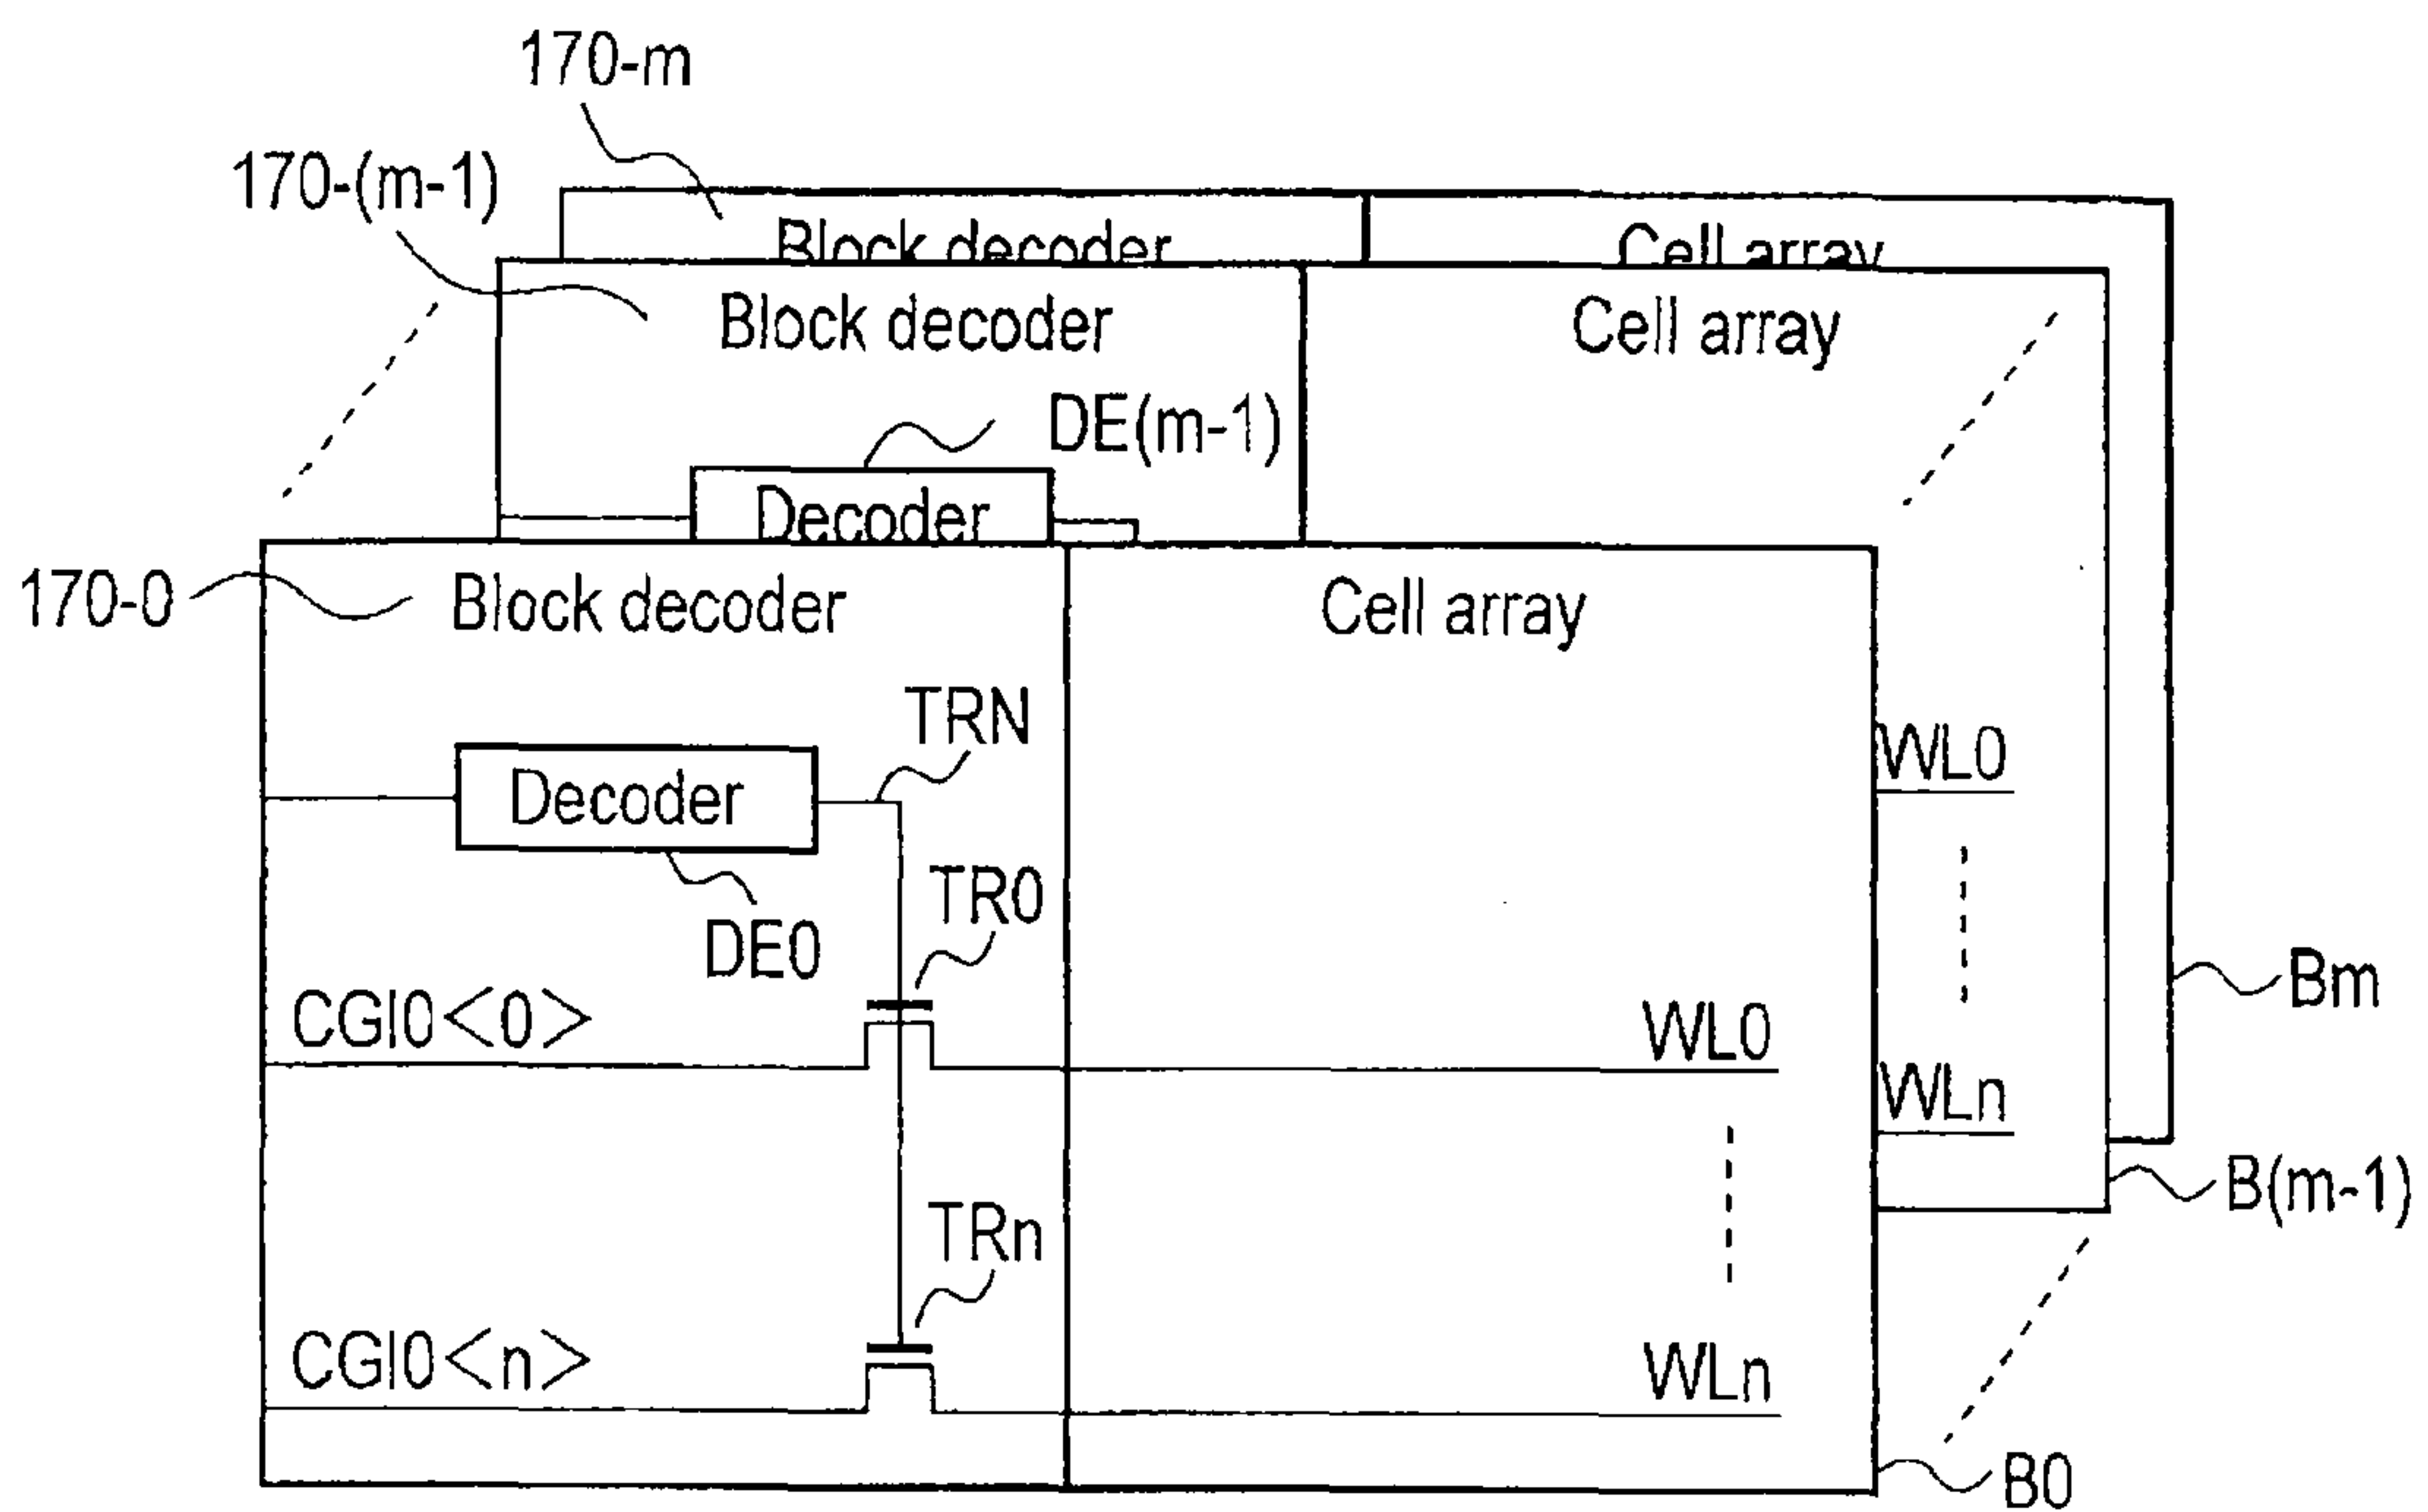 170-m
170-(m-1)
Block decoder
Cell array
Block decoder
Cell array
DE(m-1)
Decoder
170-0
Block decoder
Cell array
TRN
WL0
Decoder
TR0
DE0
Bm
CGI0<0>
WL0
WLn
B(m-1)
TRn
CGI0<n>
WLn
B0